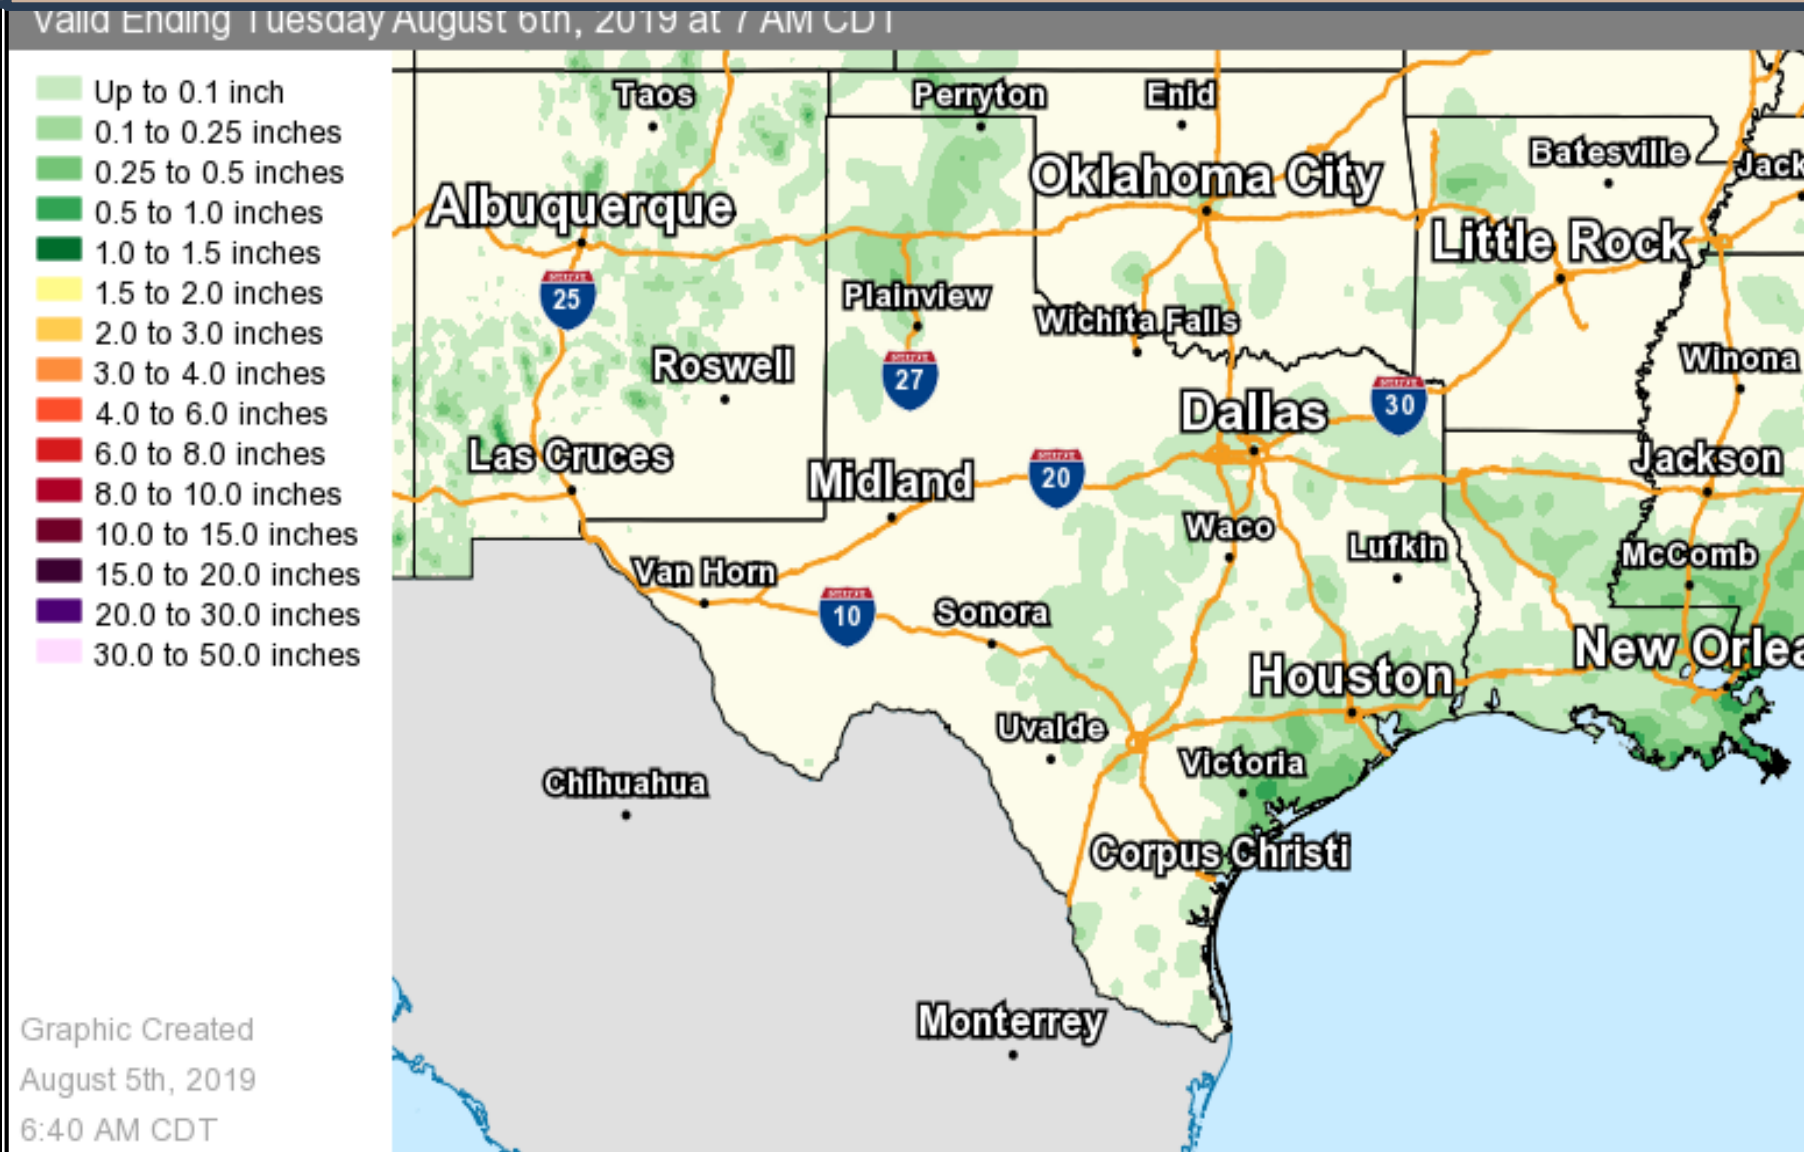 Valid Ending Tuesday August 6th, 2019 at 7 AM CDT
Up to 0.1 inch
0.1 to 0.25 inches
0.25 to 0.5 inches
0.5 to 1.0 inches
1.0 to 1.5 inches
1.5 to 2.0 inches
2.0 to 3.0 inches
3.0 to 4.0 inches
4.0 to 6.0 inches
6.0 to 8.0 inches
8.0 to 10.0 inches
10.0 to 15.0 inches
15.0 to 20.0 inches
20.0 to 30.0 inches
30.0 to 50.0 inches
Graphic Created
August 5th, 2019
6:40 AM CDT
Taos
Perryton
Enid
Batesville
Jack
Oklahoma City
Albuquerque
Little Rock
25
Plainview
Wichita Falls
Roswell
27
Winona
30
Dallas
Las Cruces
Midland
20
Jackson
Waco
Lufkin
McComb
Van Horn
10
Sonora
New Orlea
Houston
Uvalde
Victoria
Chihuahua
Corpus Christi
Monterrey